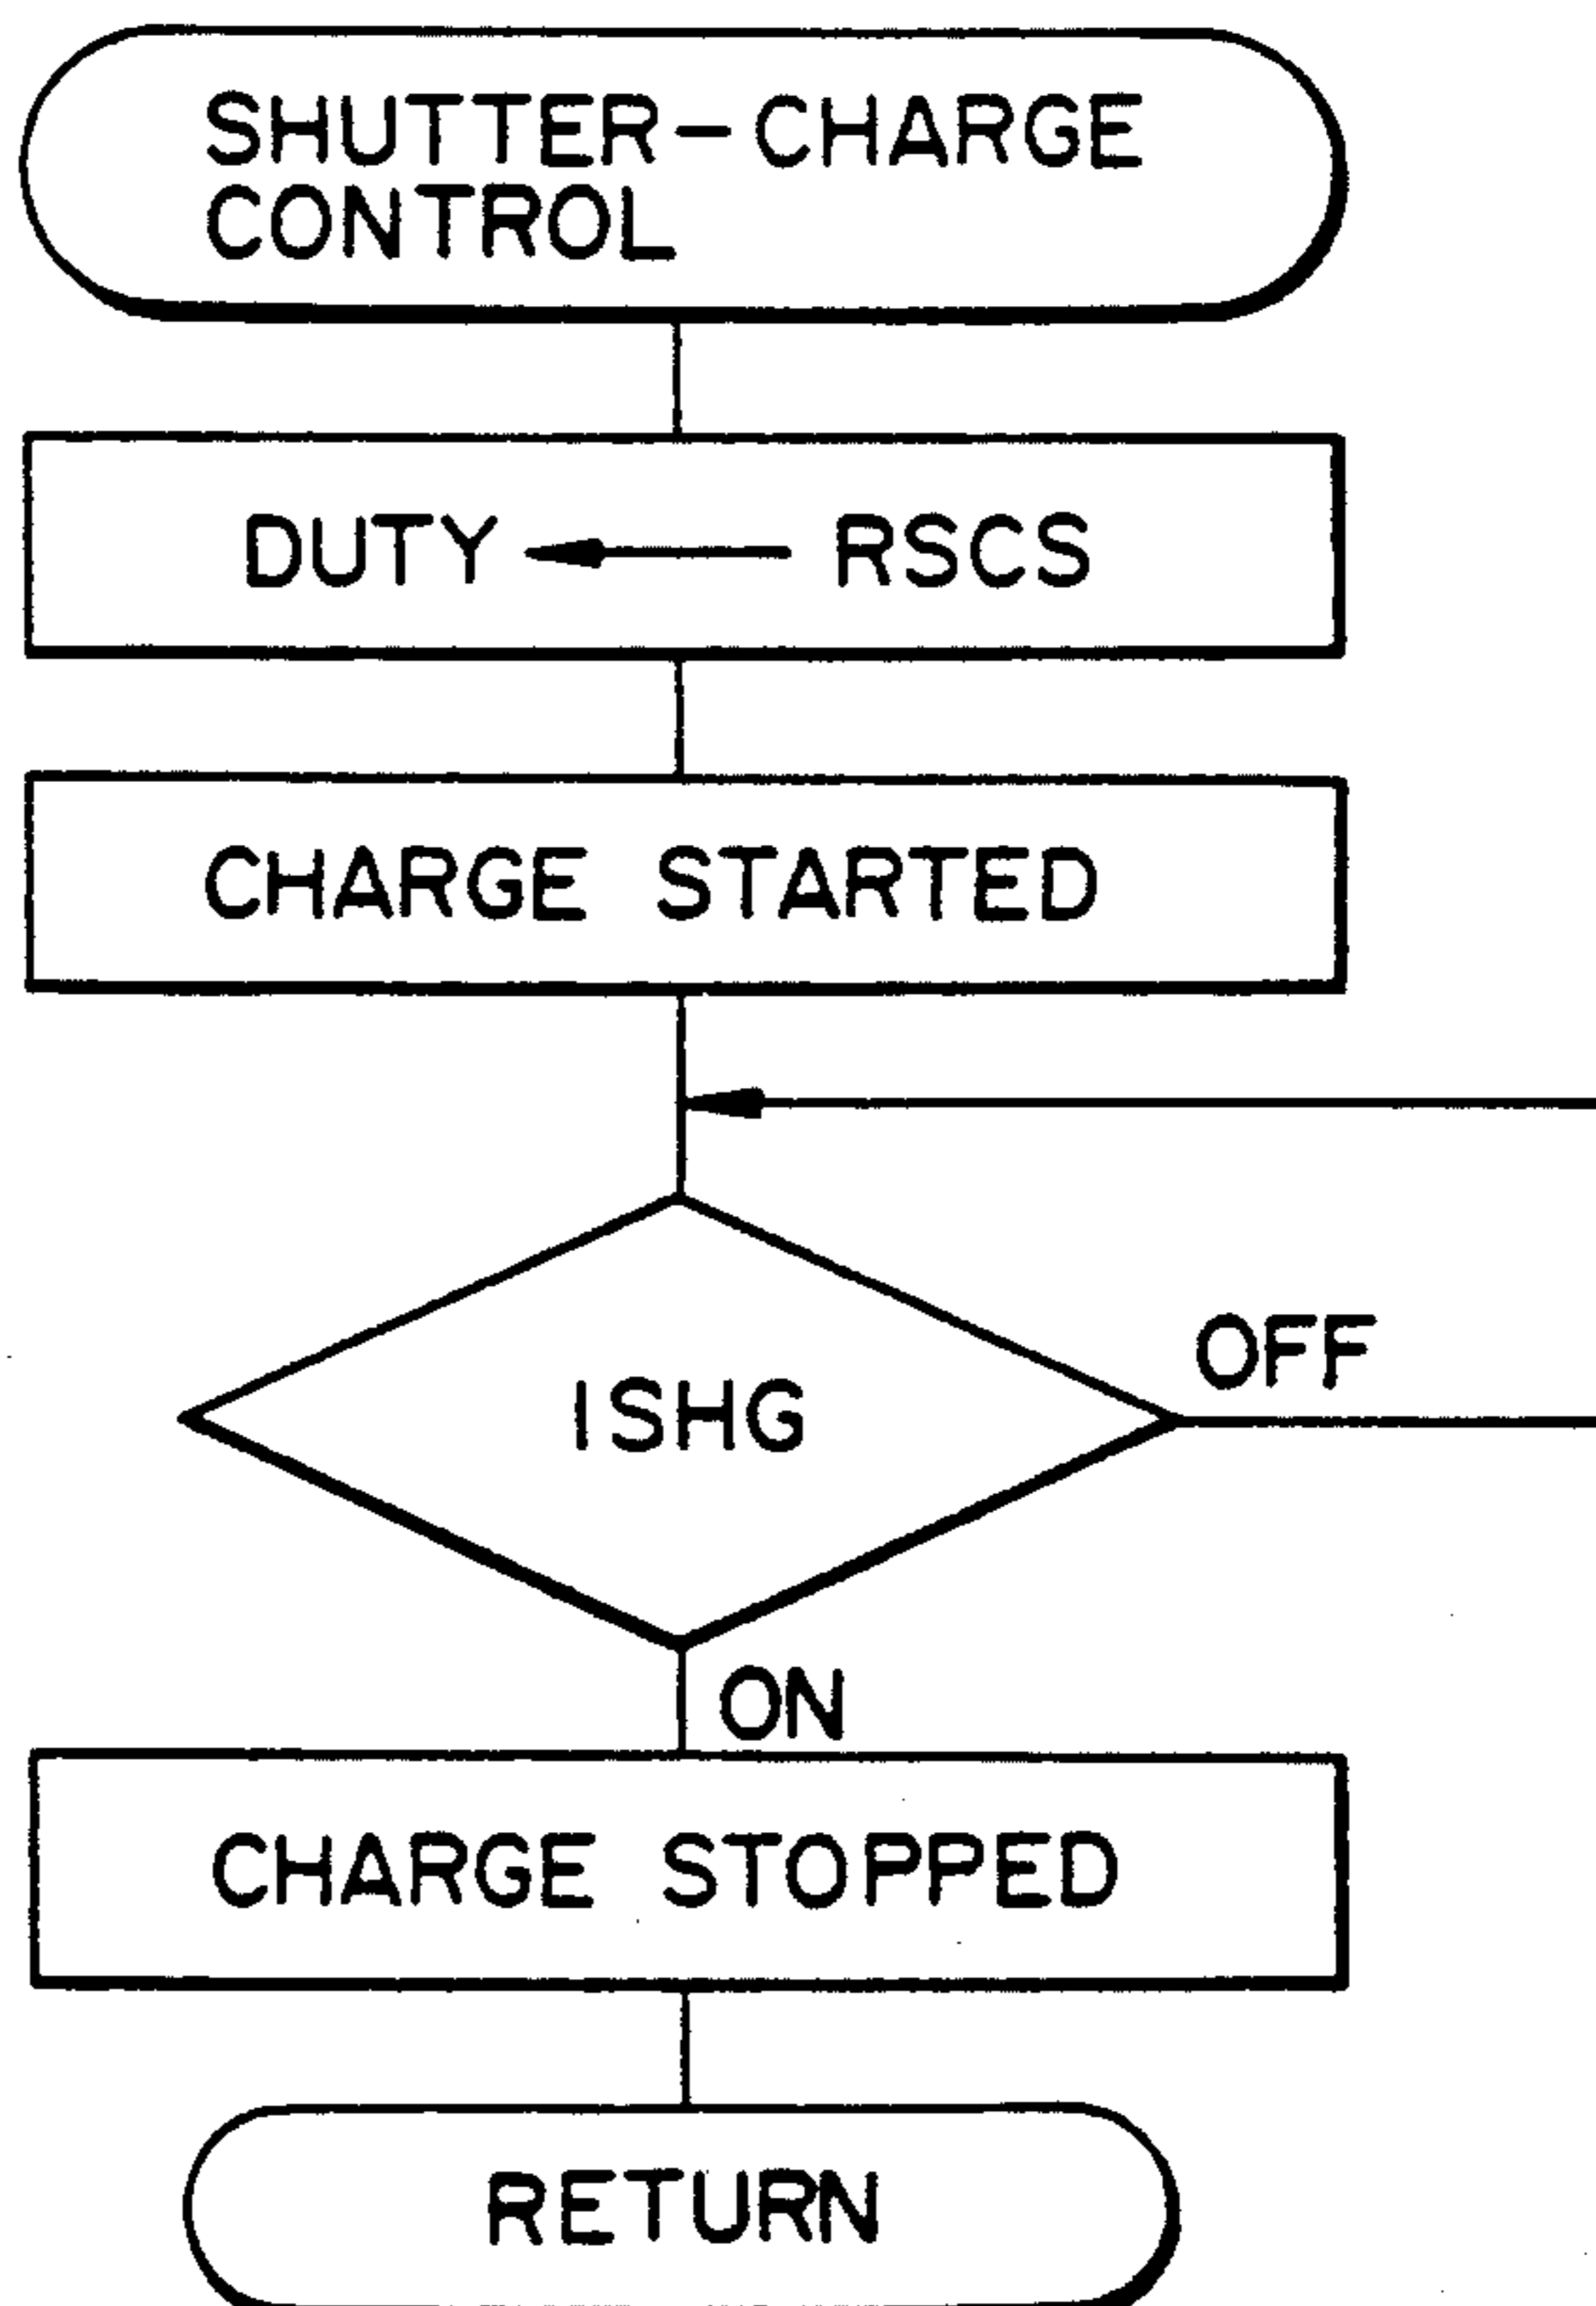 SHUTTER-CHARGE
CONTROL
DUTY ← RSCS
CHARGE STARTED
ISHG
OFF
ON
CHARGE STOPPED
RETURN